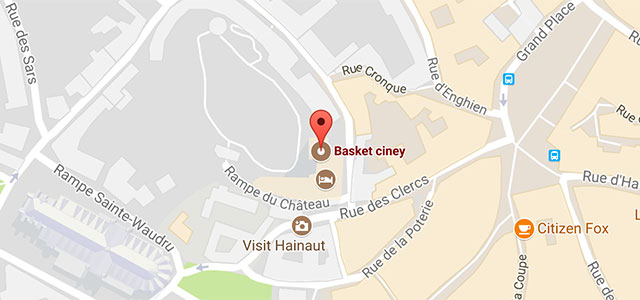 Rue des Sars
Grand Place
Rue Cronque
Rue d'Enghien
Basket ciney
Rampe du Château
Rue des Clercs
Rue d'Ha
Rampe Sainte-Waudru
Visit Hainaut
Rue de la Poterie
Citizen Fox
L
a Coupe